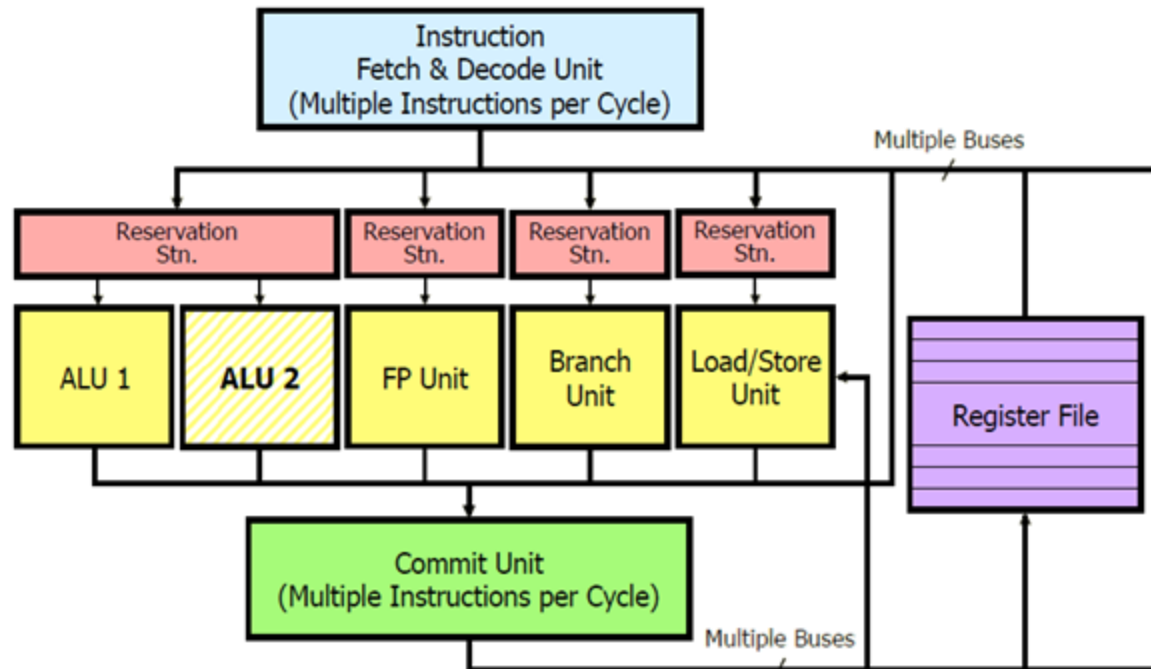 Instruction
Fetch & Decode Unit
(Multiple Instructions per Cycle)
Multiple Buses
Reservation
Stn.
Reservation
Stn.
Reservation
Stn.
Reservation
Stn.
ALU 1
ALU 2
FP Unit
Branch
Unit
Load/Store
Unit
Register File
Commit Unit
(Multiple Instructions per Cycle)
Multiple Buses